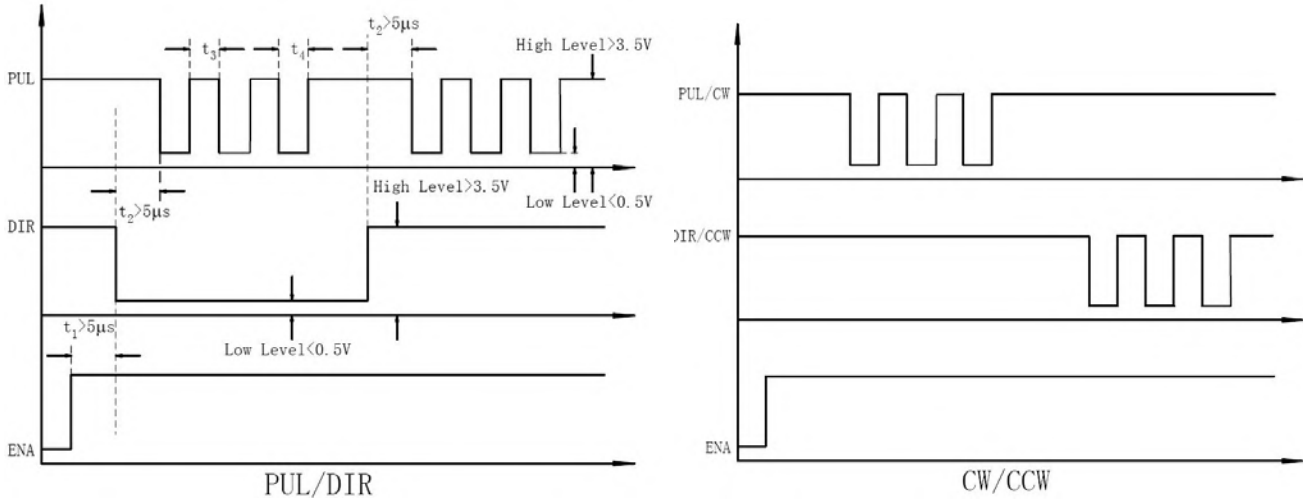 t2>5μs
t3
t4
High Level>3.5V
PUL
High Level>3.5V
Low Level<0.5V
t2>5μs
DIR
t1>5μs
Low Level<0.5V
ENA
PUL/DIR
PUL/CW
DIR/CCW
ENA
CW/CCW